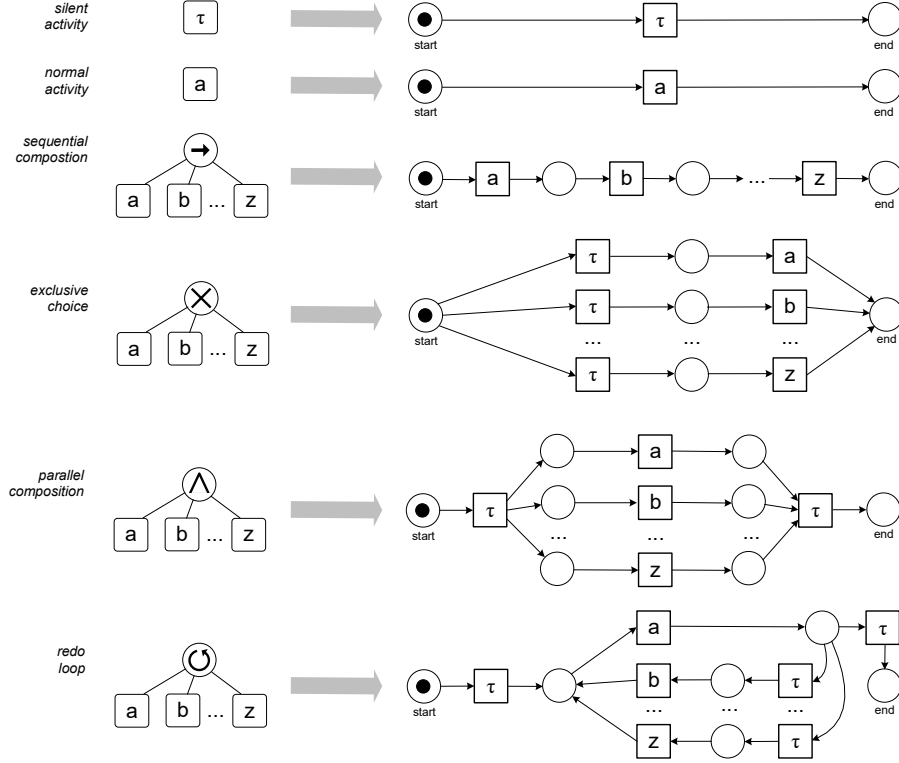 silent
activity
τ
τ
start
end
normal
activity
a
a
start
end
sequential
compostion
a b ... z
a b ... z
start
end
exclusive
choice
a b ... z
τ a
τ b
... ... ...
τ z
start
end
parallel
composition
a b ... z
a
τ b τ
... ... ...
z
start
end
redo
loop
a b ... z
a τ
τ b τ
... ... ...
z τ
start
end